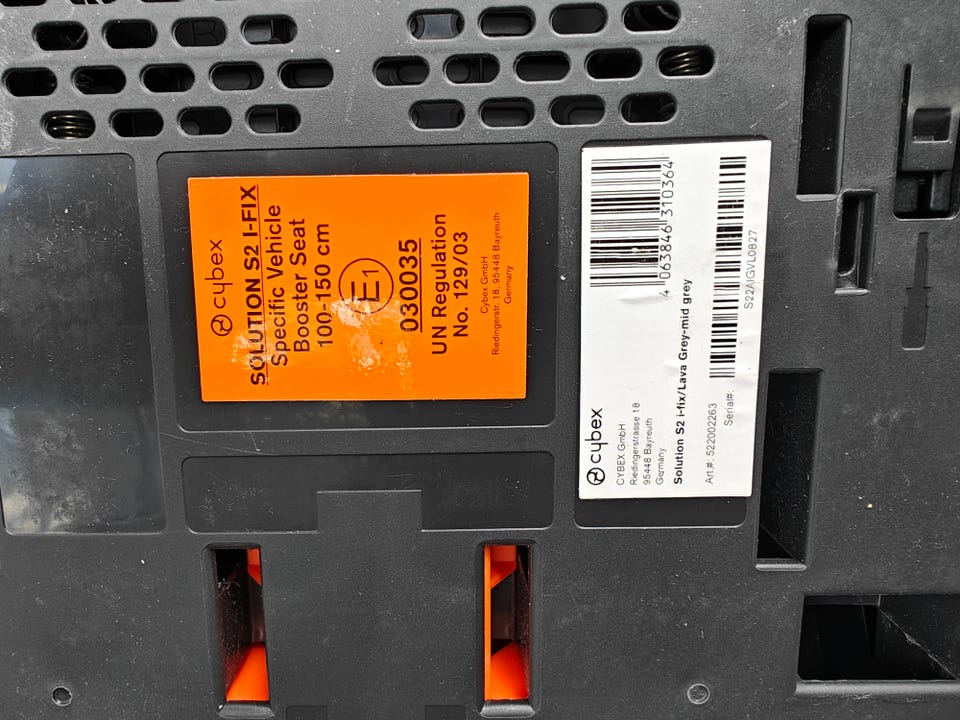 cybex
SOLUTION S2 I-FIX
Specific Vehicle
Booster Seat
100-150 cm
E1
030035
UN Regulation
No. 129/03
Cybex GmbH
Riedingerstr. 18, 95448 Bayreuth
Germany
cybex
CYBEX GmbH
Riedingerstrasse 18
95448 Bayreuth
Germany
4 063846 310364
Solution S2 i-fix/Lava Grey-mid grey
Art.#: 522002263
Serial#:
S22AIGVL0827